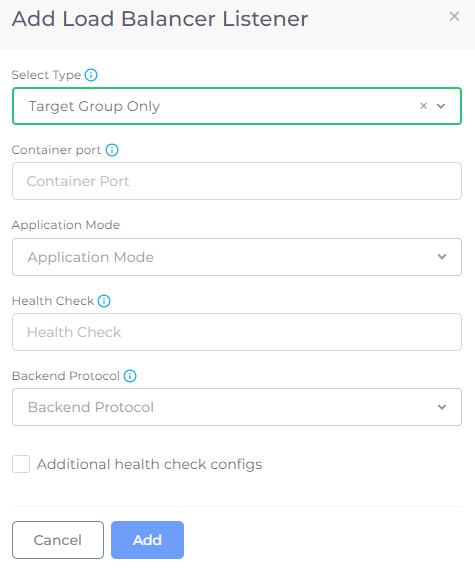 Add Load Balancer Listener
Select Type
Target Group Only
Container port
Container Port
Application Mode
Application Mode
Health Check
Health Check
Backend Protocol
Backend Protocol
Additional health check configs
Cancel Add